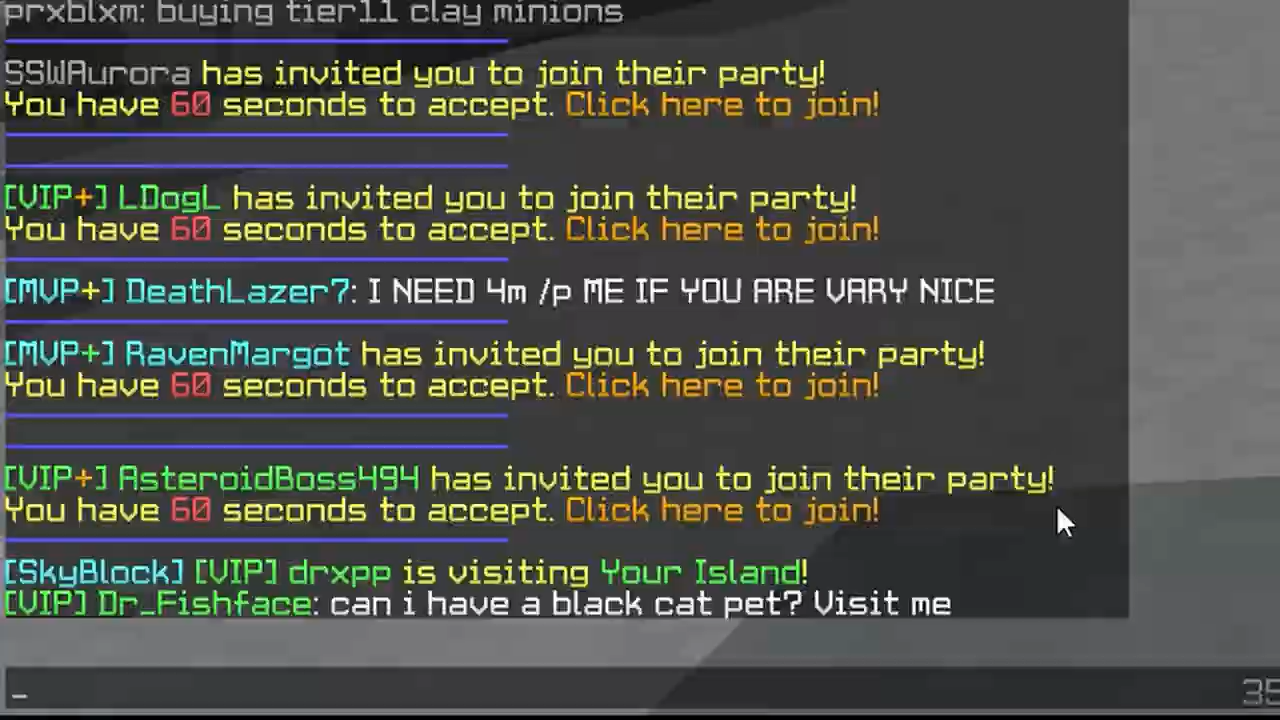 prxblxm: buying tier11 clay minions
SSWAurora has invited you to join their party!
You have 60 seconds to accept. Click here to join!
[VIP+] LDogL has invited you to join their party!
You have 60 seconds to accept. Click here to join!
[MVP+] DeathLazer7: I NEED 4m /p ME IF YOU ARE VARY NICE
[MVP+] RavenMargot has invited you to join their party!
You have 60 seconds to accept. Click here to join!
[VIP+] AsteroidBoss494 has invited you to join their party!
You have 60 seconds to accept. Click here to join!
[SkyBlock] [VIP] drxpp is visiting Your Island!
[VIP] Dr_Fishface: can i have a black cat pet? Visit me
_
35